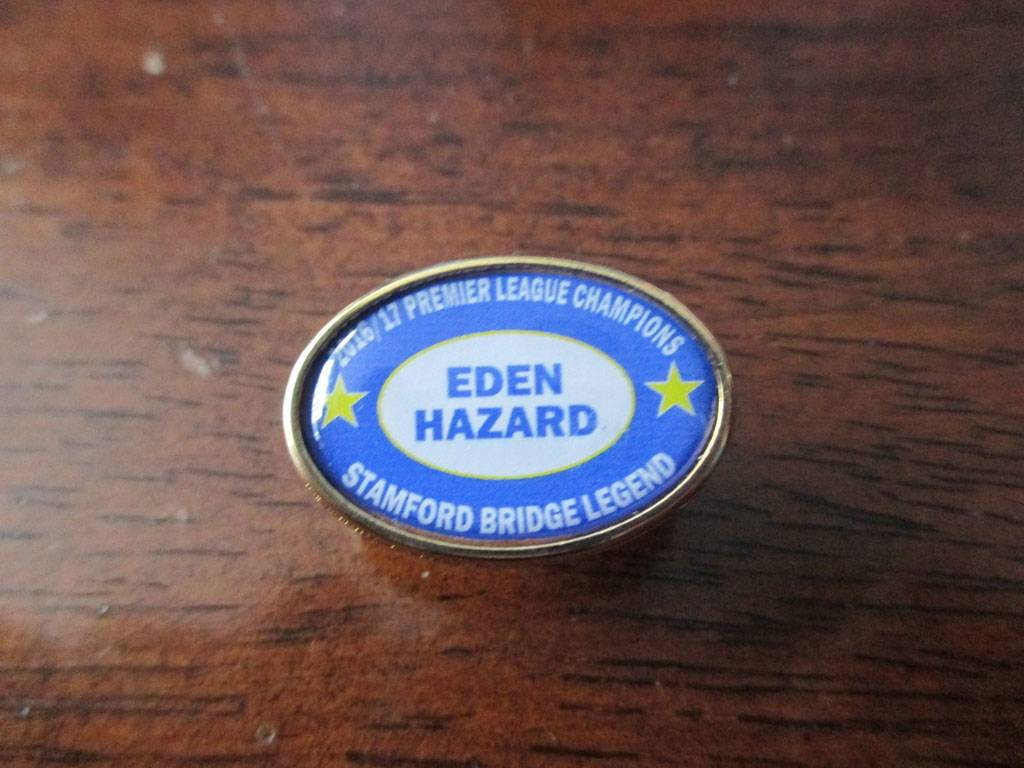 2016/17 PREMIER LEAGUE CHAMPIONS
EDEN
HAZARD
STAMFORD BRIDGE LEGEND